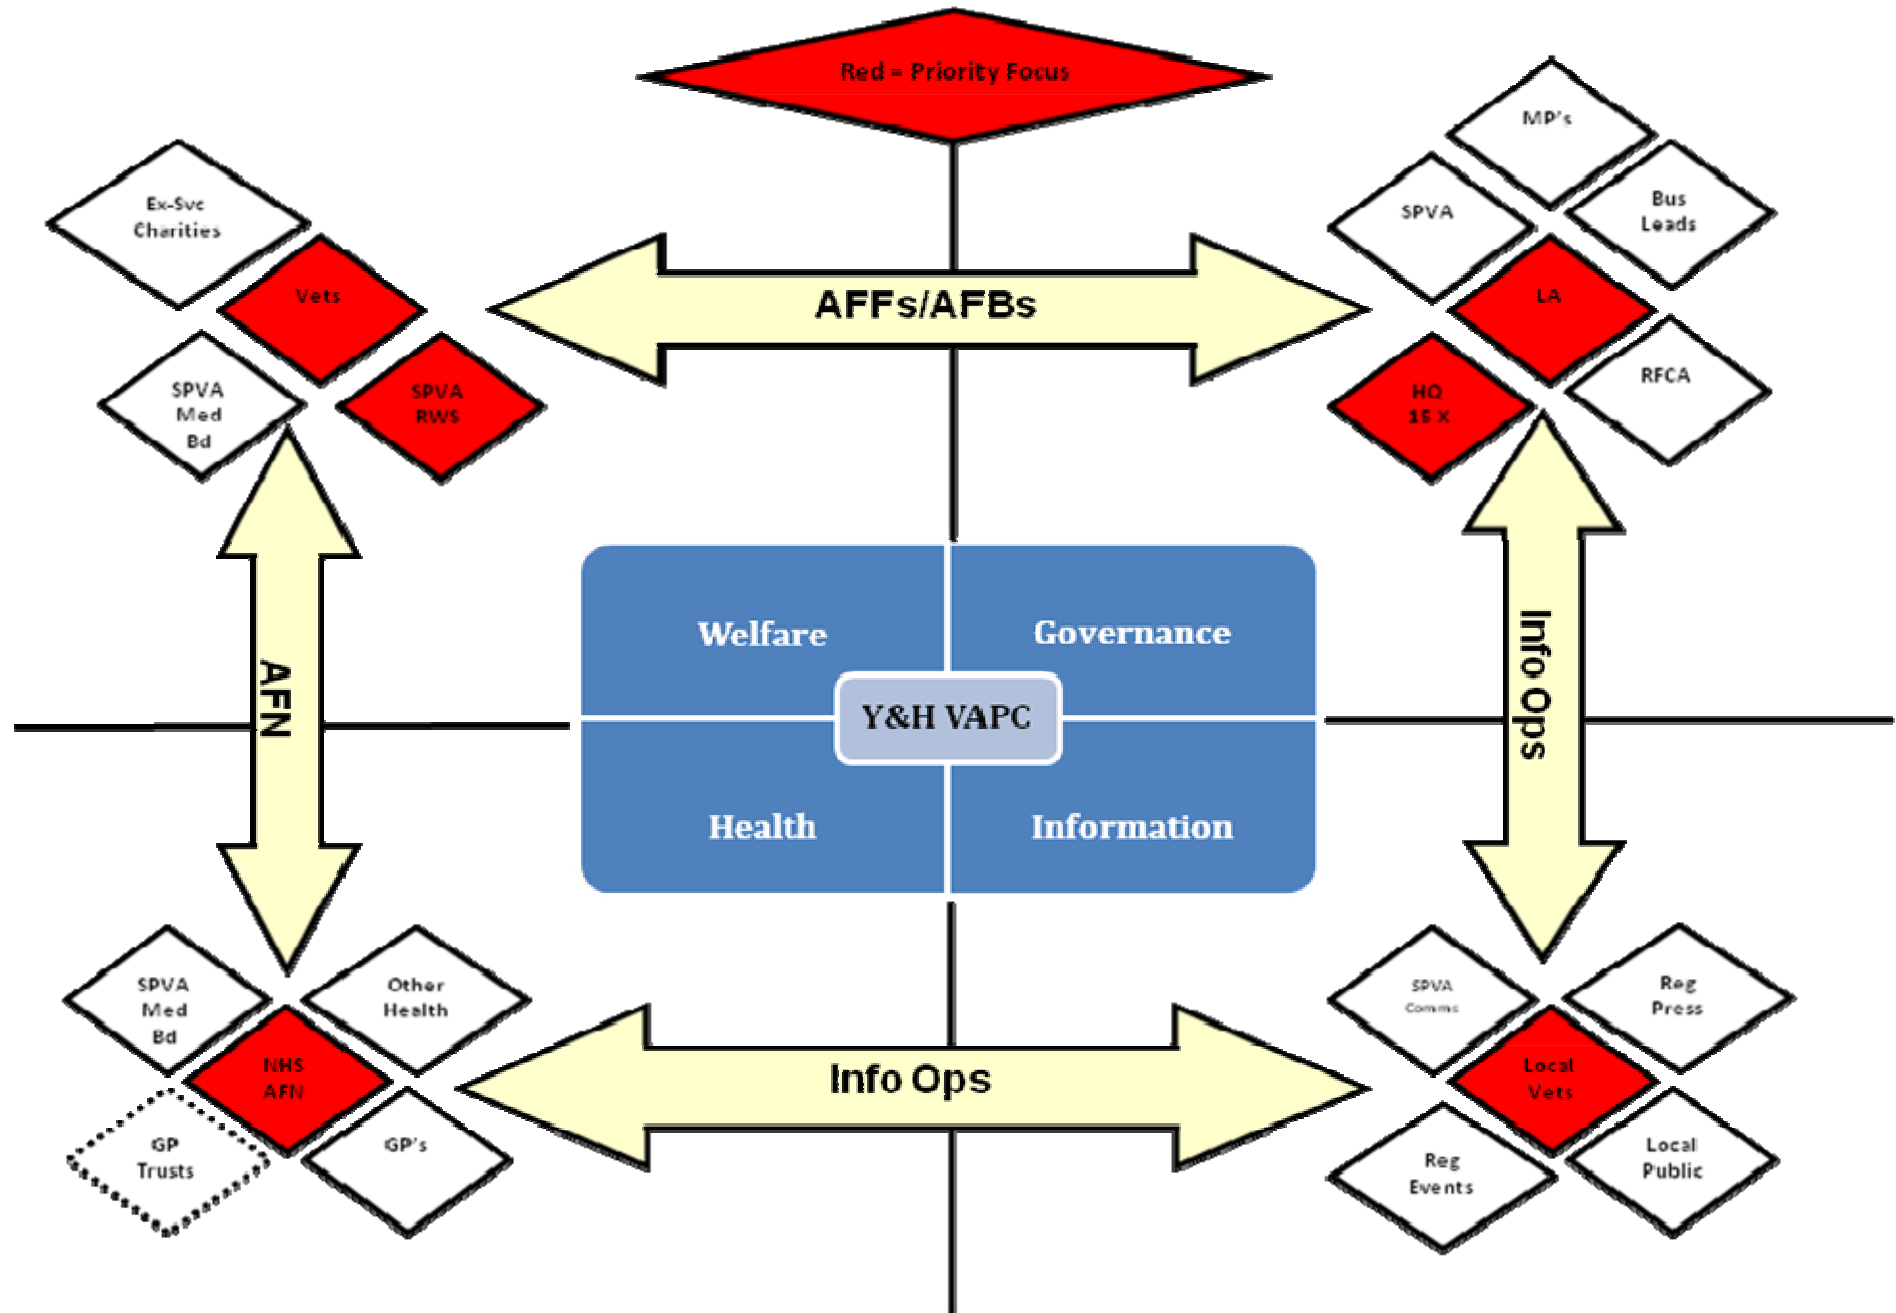 Red = Priority Focus
Ex-Svc
Charities
Vets
SPVA
Med
Bd
SPVA
RWS
AFFs/AFBs
MP's
SPVA
Bus
Leads
LA
HQ
15 X
RFCA
AFN
Welfare
Governance
Y&H VAPC
Health
Information
Info Ops
SPVA
Med
Bd
Other
Health
NHS
AFN
GP
Trusts
GP's
Info Ops
SPVA
Comms
Reg
Press
Local
Vets
Reg
Events
Local
Public